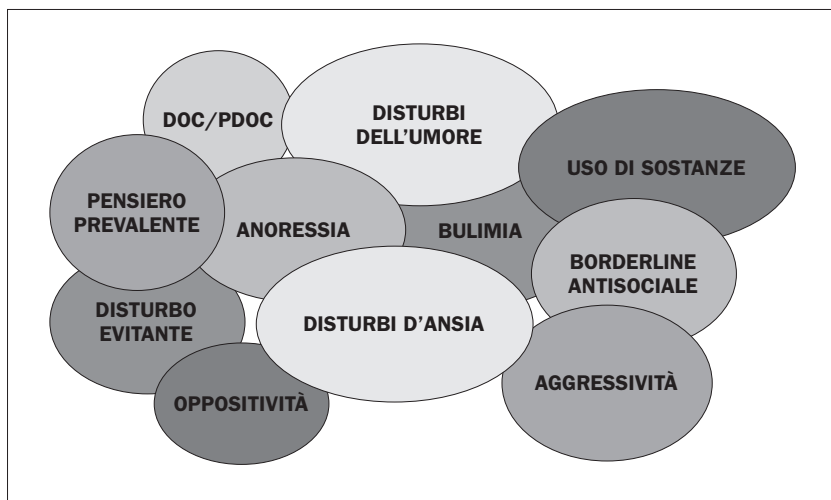 DOC/PDOC
DISTURBI
DELL'UMORE
USO DI SOSTANZE
PENSIERO
PREVALENTE
ANORESSIA
BULIMIA
BORDERLINE
ANTISOCIALE
DISTURBO
EVITANTE
DISTURBI D'ANSIA
AGGRESSIVITÀ
OPPOSITIVITÀ